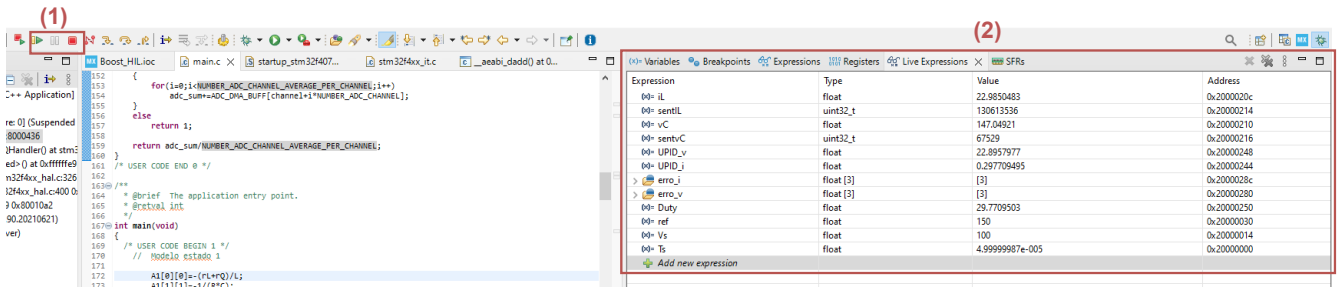 (1)
(2)
MX Boost_HIL.ioc
main.c
startup_stm32f407...
stm32f4xx_it.c
__aeabi_dadd() at 0...
(x)= Variables
Breakpoints
Expressions
Registers
Live Expressions
SFRs
C++ Application]
re: 0] (Suspended
8000436
QHandler() at stm3
ed>() at 0xffffffe9
m32f4xx_hal.c:326
32f4xx_hal.c:400 0x
9 0x80010a2
90.20210621)
ver)
152 {
153 for(i=0;i<NUMBER_ADC_CHANNEL_AVERAGE_PER_CHANNEL;i++)
154 adc_sum+=ADC_DMA_BUFF[channel+i*NUMBER_ADC_CHANNEL];
155 }
156 else
157 return 1;
158
159 return adc_sum/NUMBER_ADC_CHANNEL_AVERAGE_PER_CHANNEL;
160 }
161 /* USER CODE END 0 */
162
163 /**
164 * @brief The application entry point.
165 * @retval int
166 */
167 int main(void)
168 {
169 /* USER CODE BEGIN 1 */
170 // Modelo estado 1
171
172 A1[0][0]=-(rL+rQ)/L;
173 A1[1][1]=-1/(R*C);
Expression Type Value Address
(x)= iL float 22.9850483 0x2000020c
(x)= sentIL uint32_t 130613536 0x20000214
(x)= vC float 147.04921 0x20000210
(x)= sentvC uint32_t 67529 0x20000216
(x)= UPID_v float 22.8957977 0x20000248
(x)= UPID_i float 0.297709495 0x20000244
> erro_i float [3] [3] 0x2000028c
> erro_v float [3] [3] 0x20000280
(x)= Duty float 29.7709503 0x20000250
(x)= ref float 150 0x20000030
(x)= Vs float 100 0x20000014
(x)= Ts float 4.99999987e-005 0x20000000
Add new expression